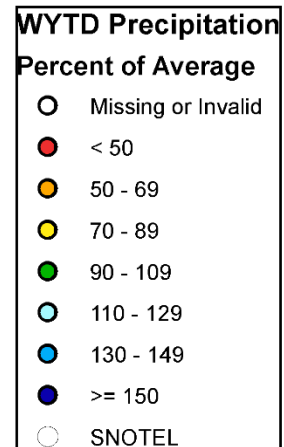 WYTD Precipitation
Percent of Average
Missing or Invalid
< 50
50 - 69
70 - 89
90 - 109
110 - 129
130 - 149
>= 150
SNOTEL